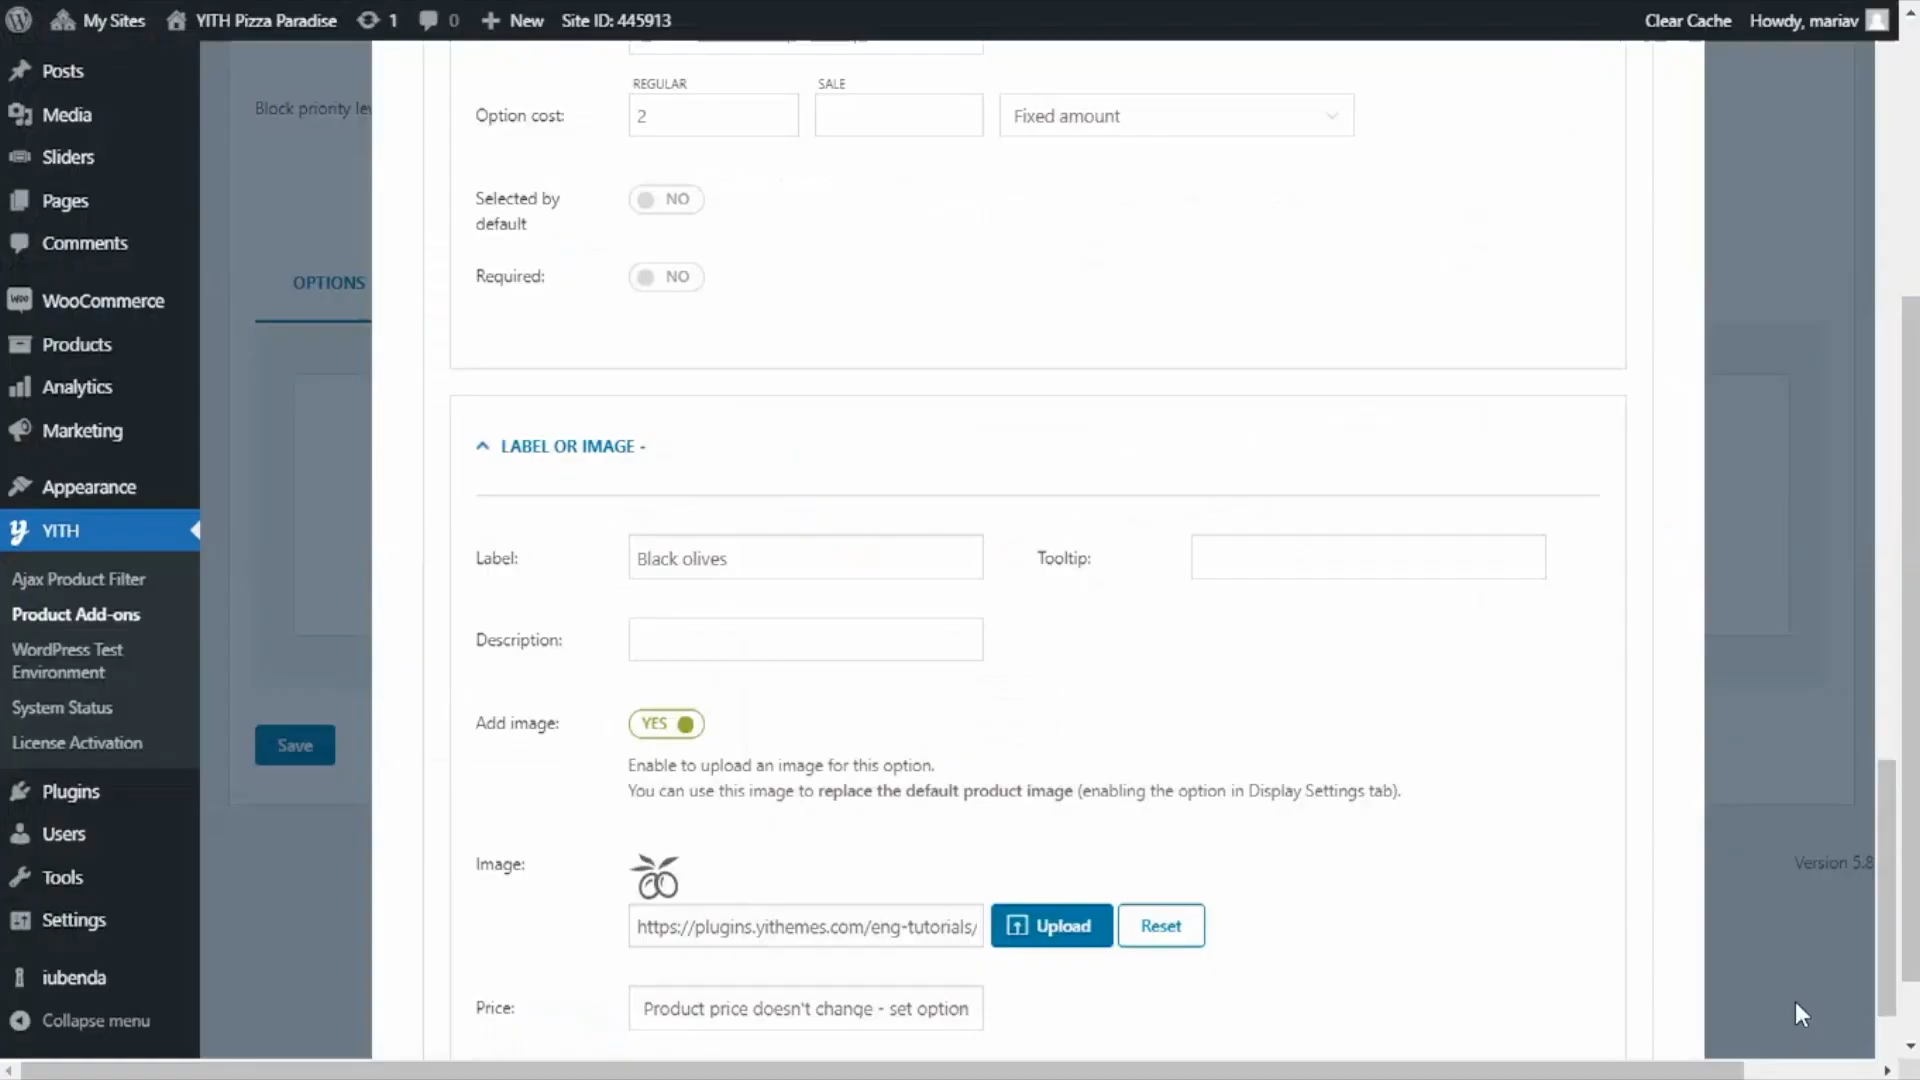 My Sites
YITH Pizza Paradise
1
0
New
Site ID: 445913
Clear Cache
Howdy, mariav
Posts
Media
Sliders
Pages
Comments
WooCommerce
Products
Analytics
Marketing
Appearance
YITH
Ajax Product Filter
Product Add-ons
WordPress Test
Environment
System Status
License Activation
Plugins
Users
Tools
Settings
iubenda
Collapse menu
Block priority lev
OPTIONS
Save
REGULAR
SALE
Option cost:
2
Fixed amount
Selected by
default
NO
Required:
NO
LABEL OR IMAGE -
Label:
Black olives
Tooltip:
Description:
Add image:
YES
Enable to upload an image for this option.
You can use this image to replace the default product image (enabling the option in Display Settings tab).
Image:
https://plugins.yithemes.com/eng-tutorials/
Upload
Reset
Price:
Product price doesn't change - set option
Version 5.8